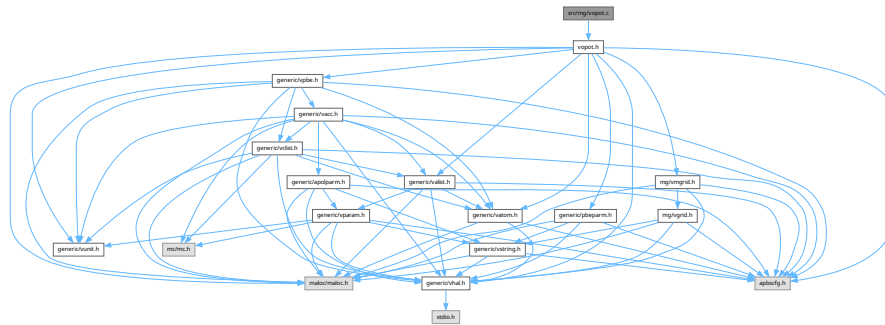 src/mg/vopot.c
vopot.h
generic/vpbe.h
generic/vacc.h
generic/vclist.h
generic/apolparm.h
generic/valist.h
mg/vmgrid.h
generic/vparam.h
generic/vatom.h
generic/pbeparm.h
mg/vgrid.h
generic/vunit.h
mc/mc.h
generic/vstring.h
maloc/maloc.h
generic/vhal.h
apbscfg.h
stdio.h